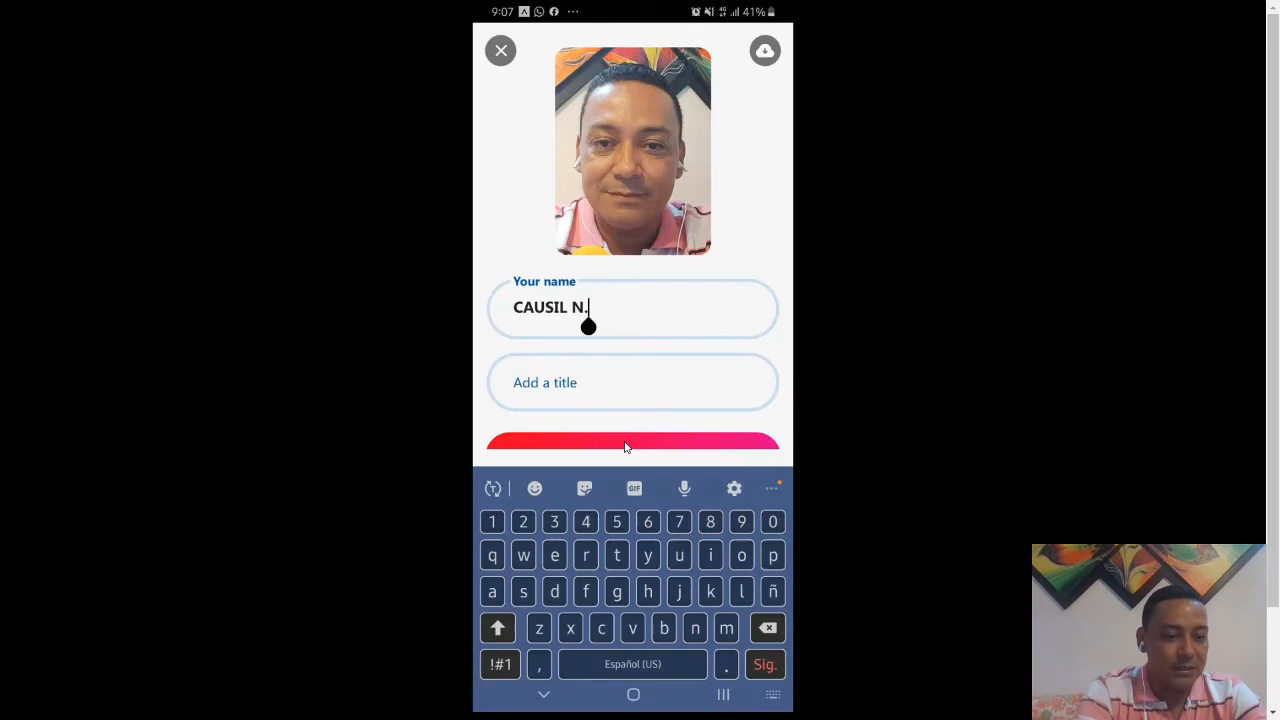 9:07
41%
Your name
CAUSIL N.
Add a title
GIF
1 2 3 4 5 6 7 8 9 0
q w e r t y u i o p
a s d f g h j k l ñ
z x c v b n m
!#1 , Español (US) . Sig.